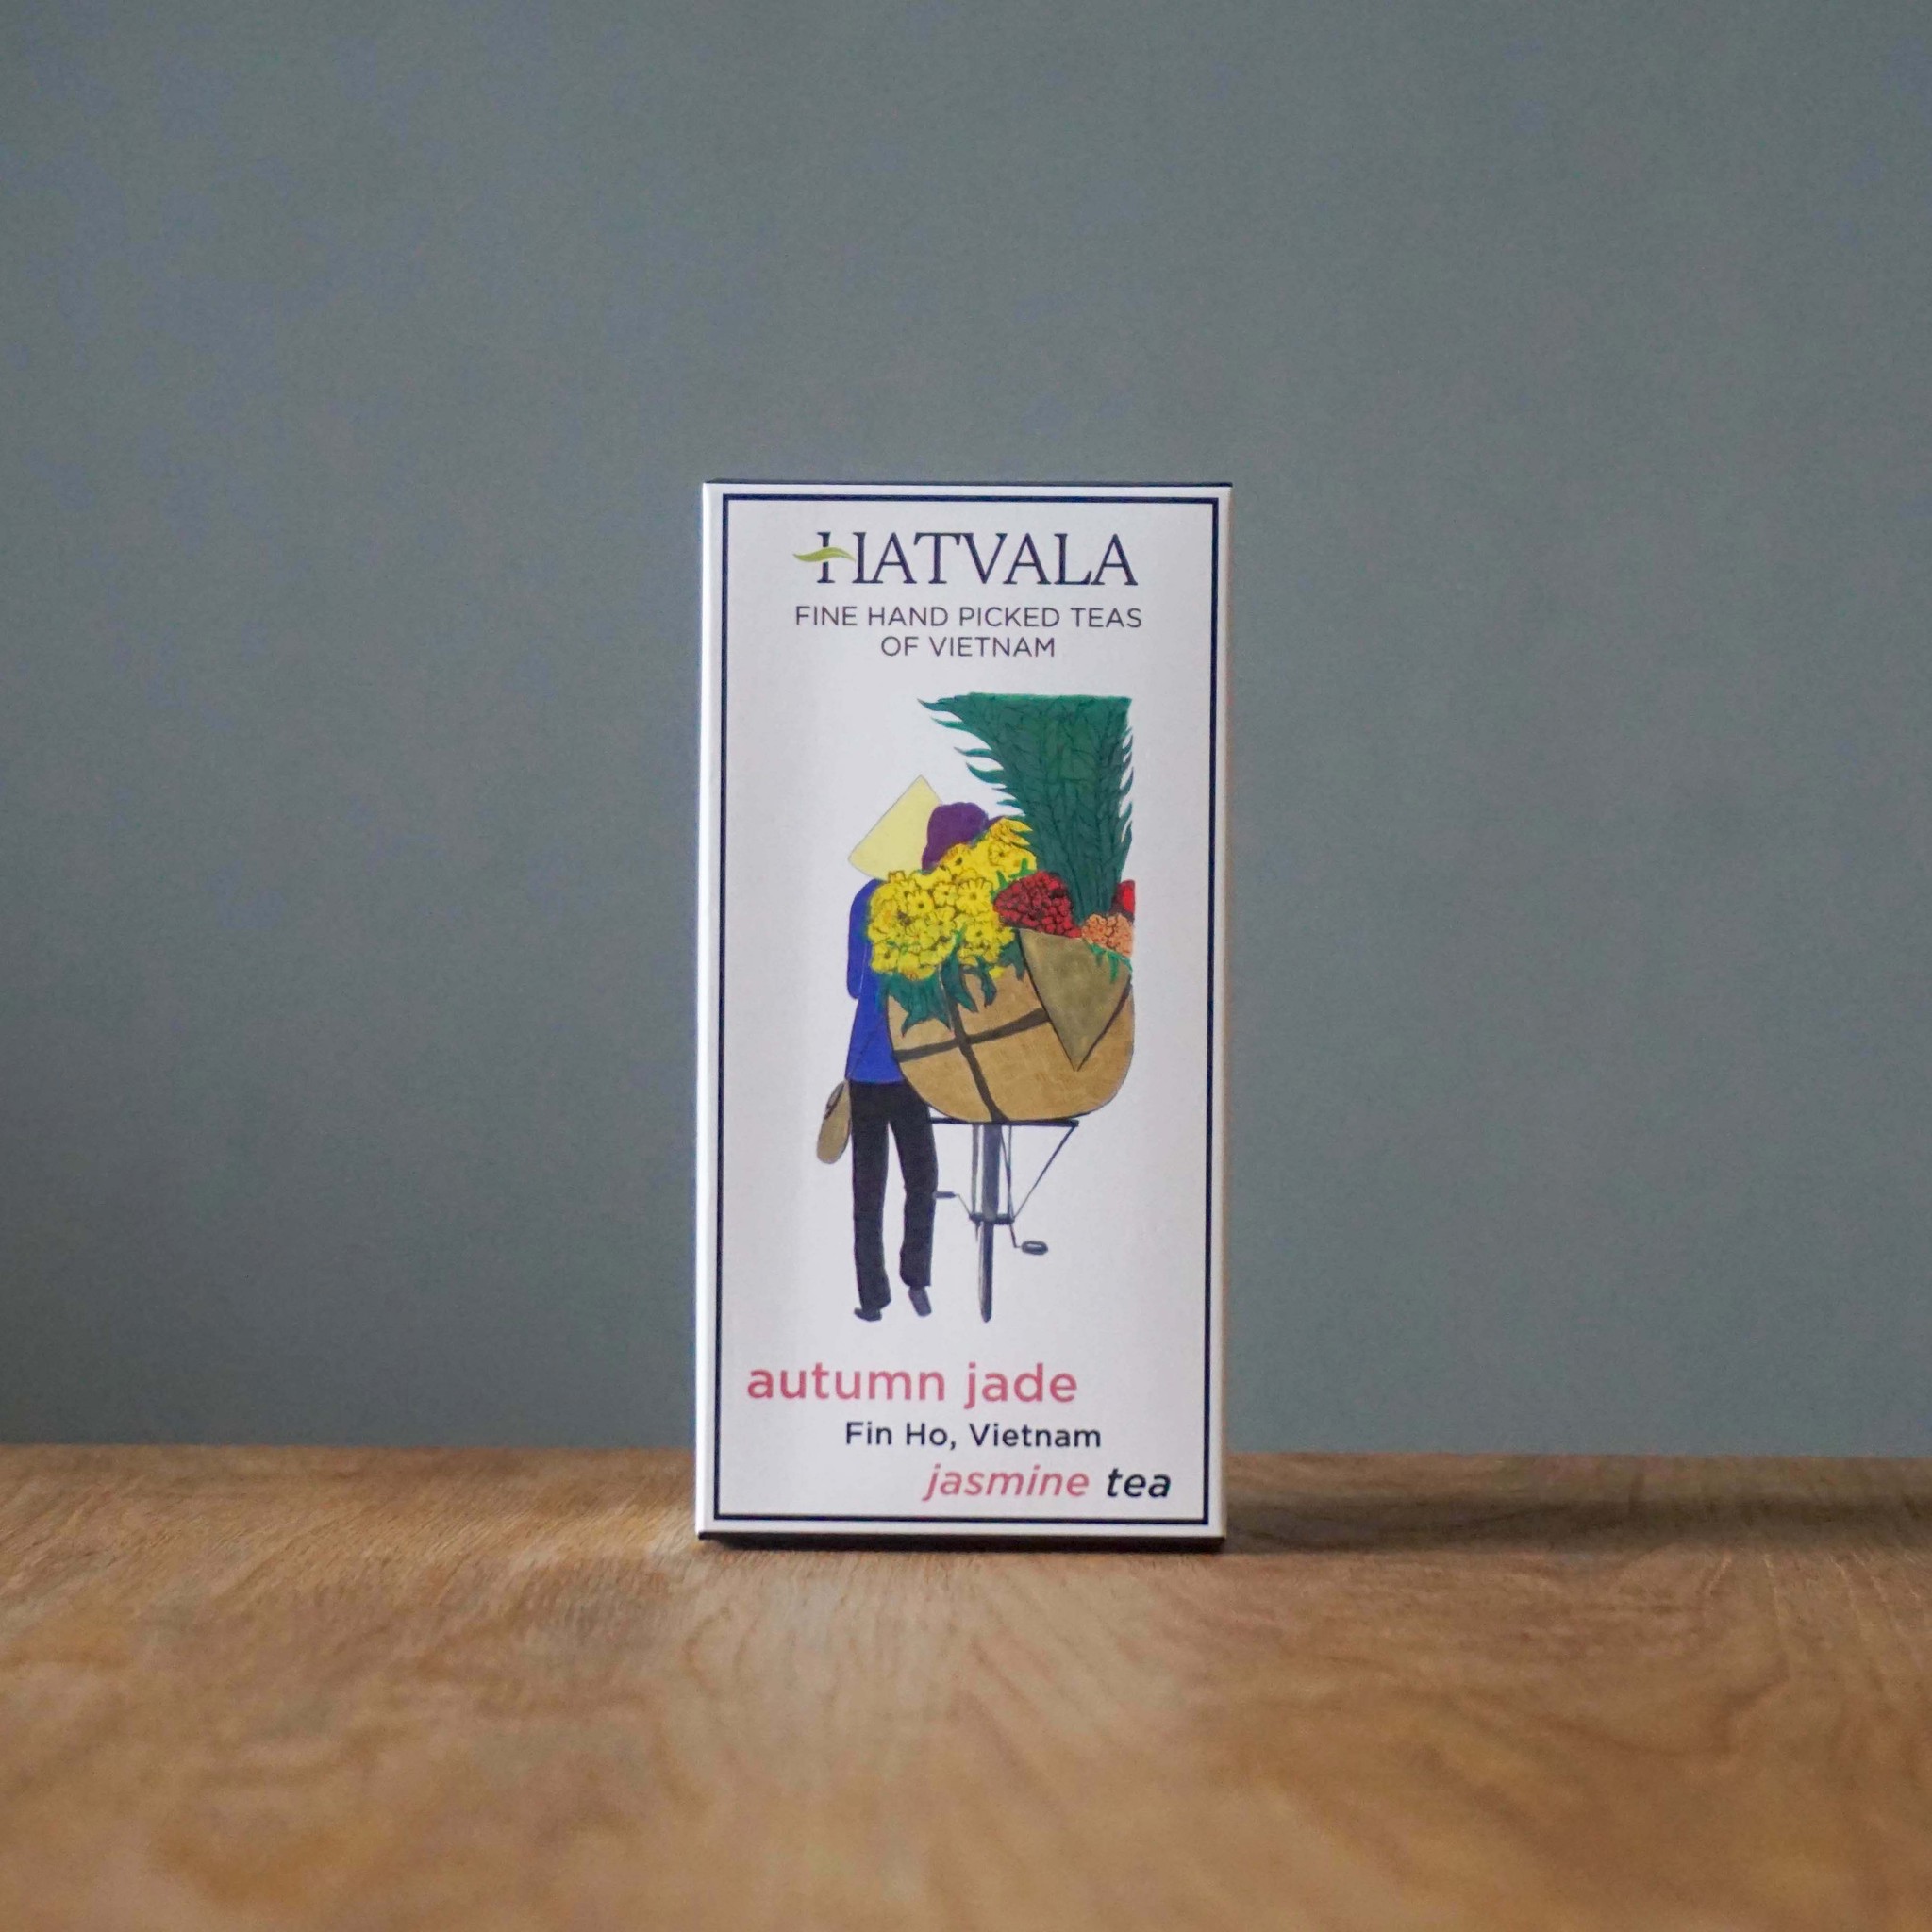 HATVALA
FINE HAND PICKED TEAS
OF VIETNAM
autumn jade
Fin Ho, Vietnam
jasmine tea